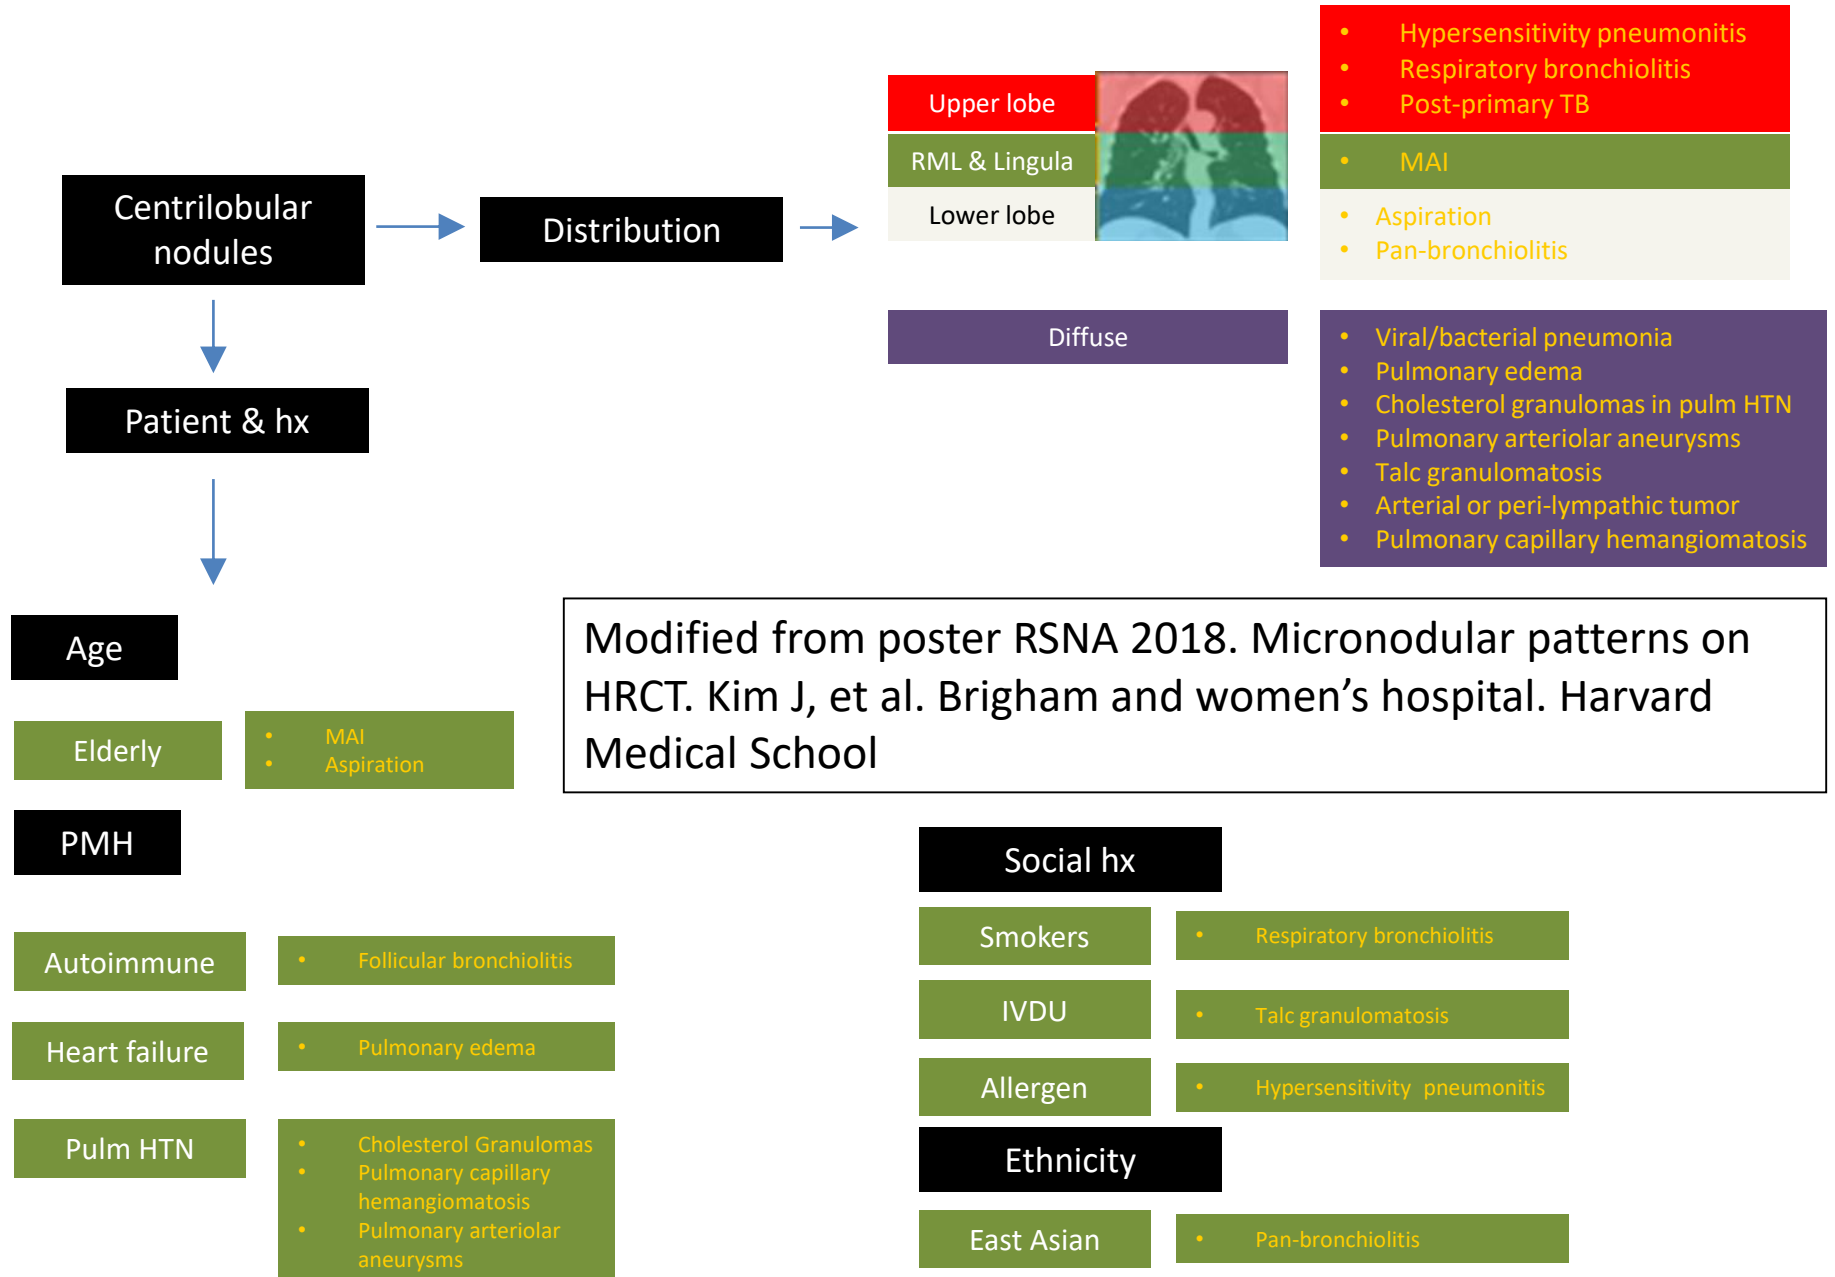 Centrilobular
nodules
Distribution
Upper lobe
RML & Lingula
Lower lobe
• Hypersensitivity pneumonitis
• Respiratory bronchiolitis
• Post-primary TB
• MAI
• Aspiration
• Pan-bronchiolitis
Diffuse
• Viral/bacterial pneumonia
• Pulmonary edema
• Cholesterol granulomas in pulm HTN
• Pulmonary arteriolar aneurysms
• Talc granulomatosis
• Arterial or peri-lymphatic tumor
• Pulmonary capillary hemangiomatosis
Patient & hx
Modified from poster RSNA 2018. Micronodular patterns on
HRCT. Kim J, et al. Brigham and women’s hospital. Harvard
Medical School
Age
Elderly
• MAI
• Aspiration
PMH
Autoimmune
• Follicular bronchiolitis
Heart failure
• Pulmonary edema
Pulm HTN
• Cholesterol Granulomas
• Pulmonary capillary
hemangiomatosis
• Pulmonary arteriolar
aneurysms
Social hx
Smokers
• Respiratory bronchiolitis
IVDU
• Talc granulomatosis
Allergen
• Hypersensitivity pneumonitis
Ethnicity
East Asian
• Pan-bronchiolitis